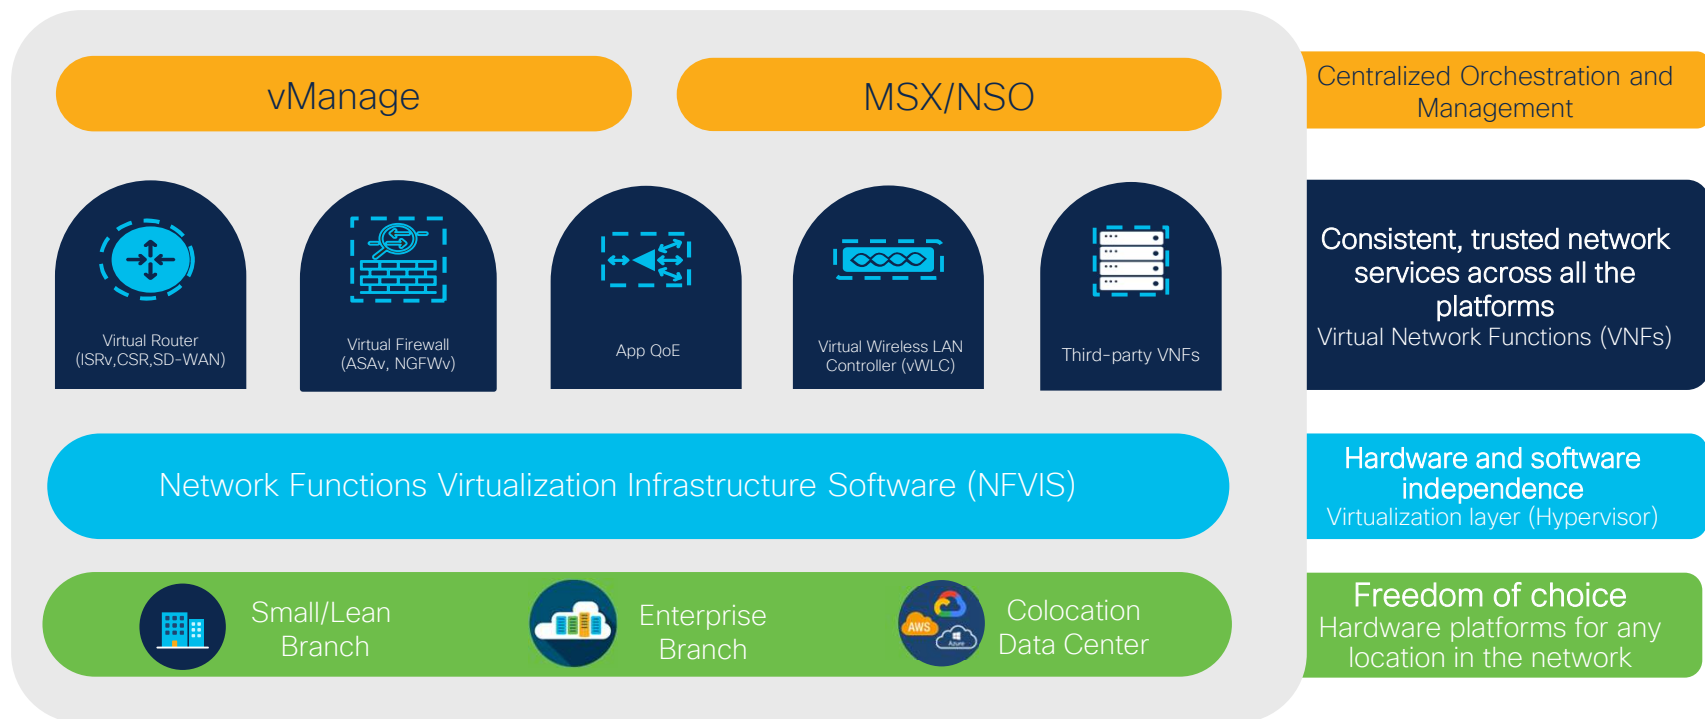 vManage
MSX/NSO
Centralized Orchestration and
Management
Virtual Router
(ISRv,CSR,SD-WAN)
Virtual Firewall
(ASAv, NGFWv)
App QoE
Virtual Wireless LAN
Controller (vWLC)
Third-party VNFs
Consistent, trusted network
services across all the
platforms
Virtual Network Functions (VNFs)
Network Functions Virtualization Infrastructure Software (NFVIS)
Hardware and software
independence
Virtualization layer (Hypervisor)
Small/Lean
Branch
Enterprise
Branch
AWS
Azure
Colocation
Data Center
Freedom of choice
Hardware platforms for any
location in the network